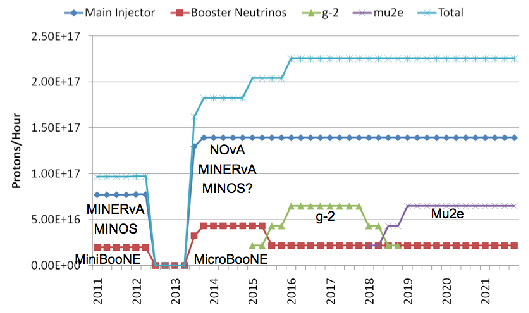 Main Injector Booster Neutrinos g-2 mu2e Total
2.50E+17
2.00E+17
1.50E+17
1.00E+17
5.00E+16
0.00E+00
Protons/Hour
NOvA
MINERvA
MINOS?
MINERvA
MINOS
g-2
Mu2e
MiniBooNE
MicroBooNE
2011 2012 2013 2014 2015 2016 2017 2018 2019 2020 2021